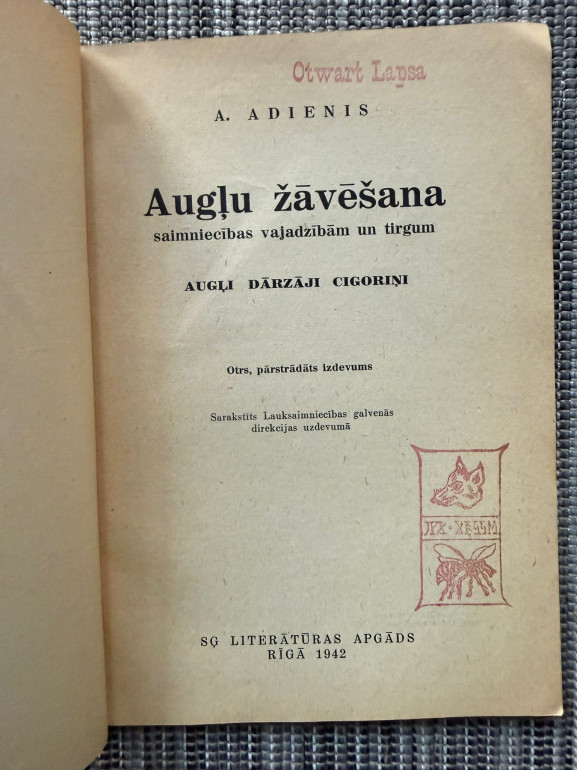 Otwart Lapsa
A. ADIENIS
Augļu žāvēšana
saimniecības vajadzībām un tirgum
AUGĻI DĀRZĀJI CIGORIŅI
Otrs, pārstrādāts izdevums
Sarakstīts Lauksaimniecības galvenās
direkcijas uzdevumā
SĢ LITERĀTŪRAS APGĀDS
RĪGĀ 1942